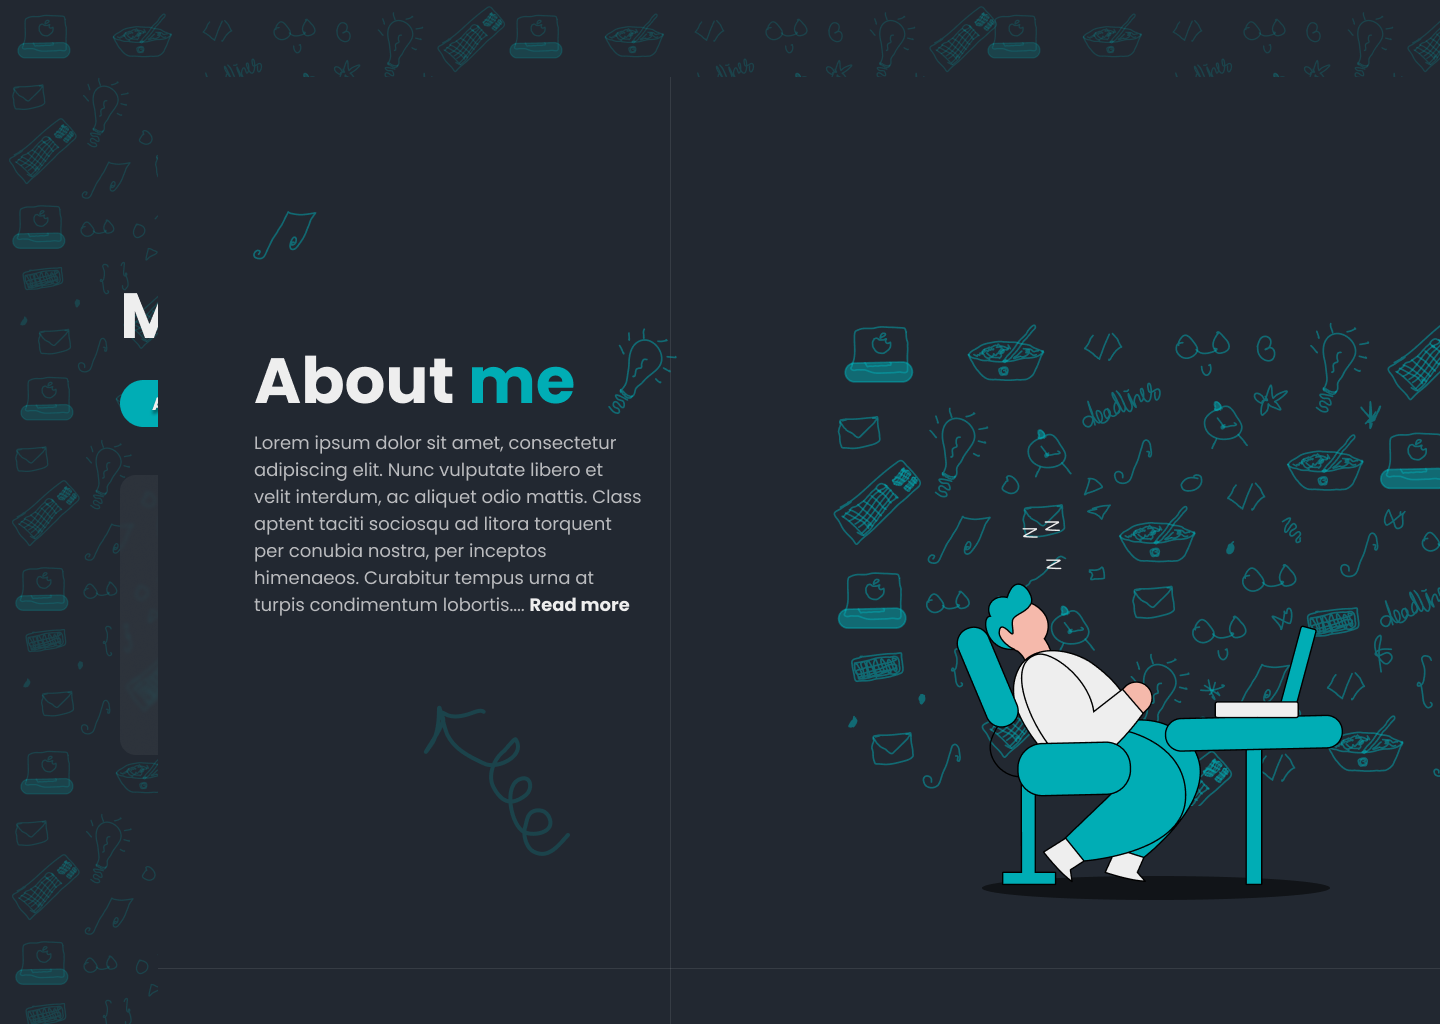 M
About me
Lorem ipsum dolor sit amet, consectetur
adipiscing elit. Nunc vulputate libero et
velit interdum, ac aliquet odio mattis. Class
aptent taciti sociosqu ad litora torquent
per conubia nostra, per inceptos
himenaeos. Curabitur tempus urna at
turpis condimentum lobortis.... Read more
deadlines
deadlines
Z Z
Z